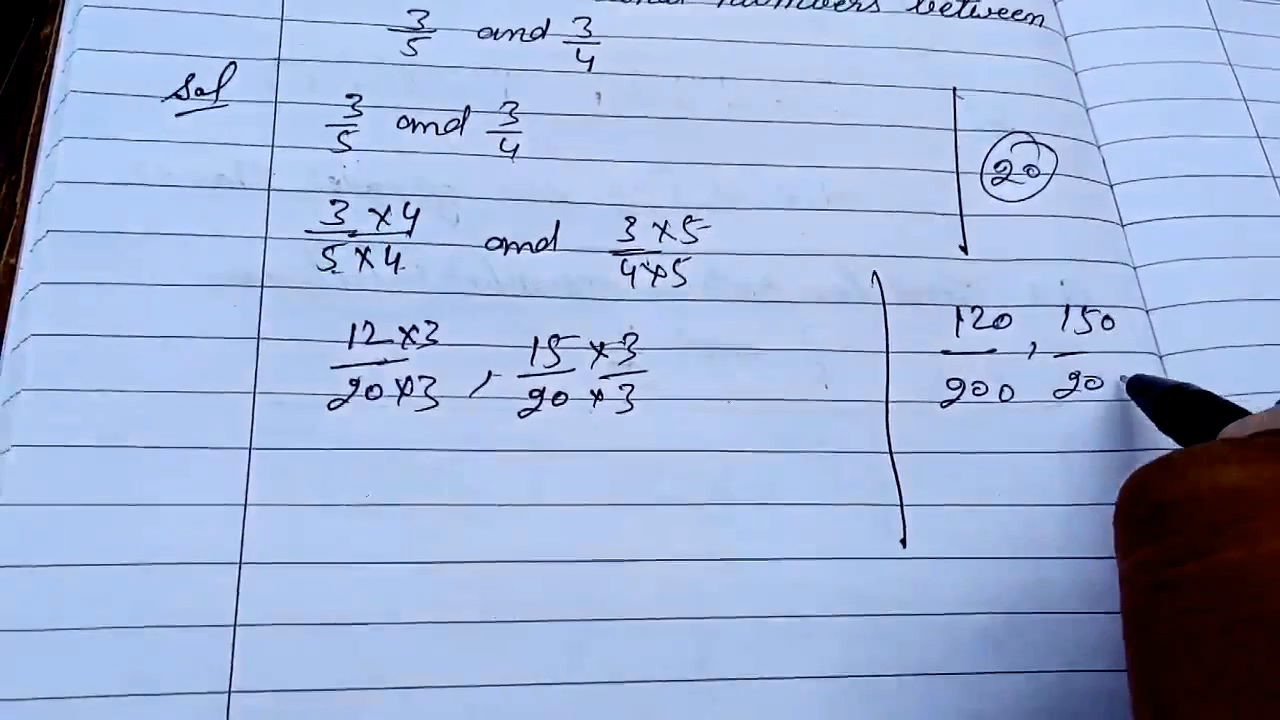 numbers between
3/5 and 3/4
Sol
3/5 and 3/4
20
3 × 4 / 5 × 4 and 3 × 5 / 4 × 5
12 × 3 / 20 × 3 , 15 × 3 / 20 × 3
120/200 , 150/20